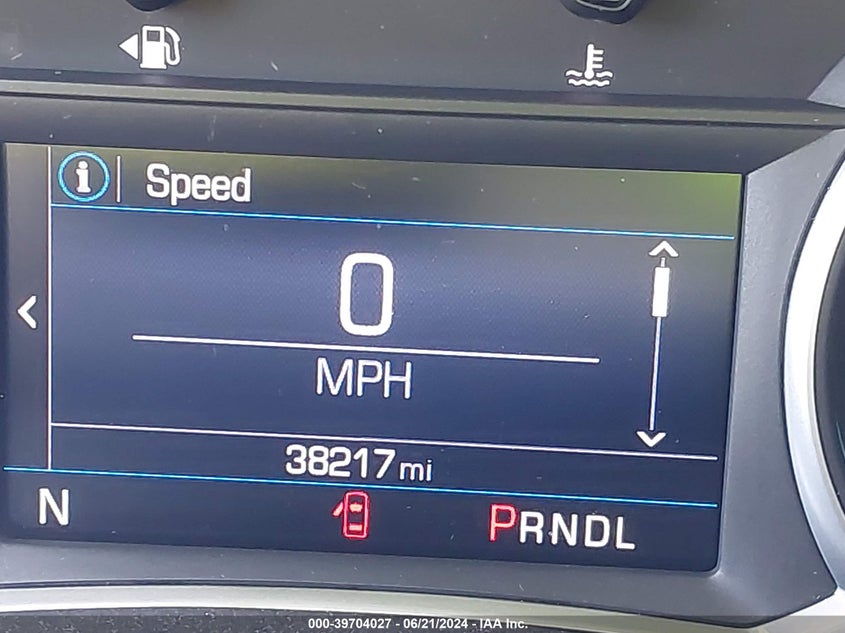 Speed
0
MPH
38217 mi
N
PRNDL
000-39704027 - 06/21/2024 - IAA Inc.